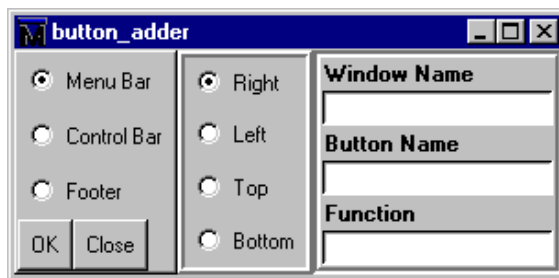 button_adder
Menu Bar
Control Bar
Footer
OK Close
Right
Left
Top
Bottom
Window Name
Button Name
Function